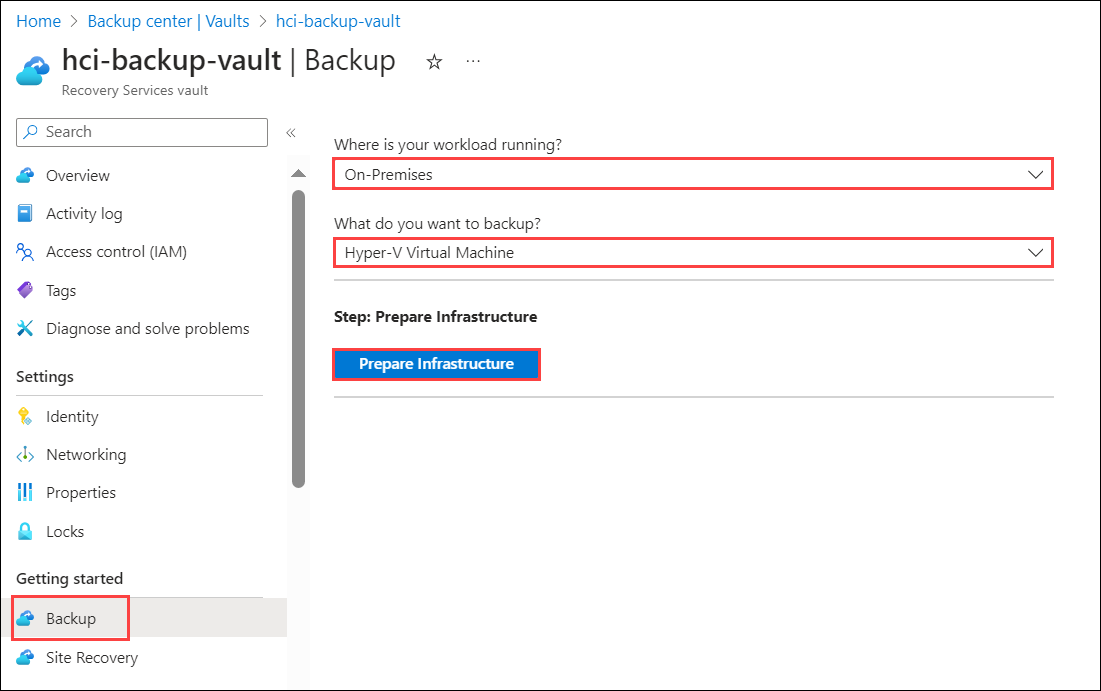 Home > Backup center | Vaults > hci-backup-vault
hci-backup-vault | Backup ☆ ···
Recovery Services vault
Search «
Overview
Activity log
Access control (IAM)
Tags
Diagnose and solve problems
Settings
Identity
Networking
Properties
Locks
Getting started
Backup
Site Recovery
Where is your workload running?
On-Premises
What do you want to backup?
Hyper-V Virtual Machine
Step: Prepare Infrastructure
Prepare Infrastructure